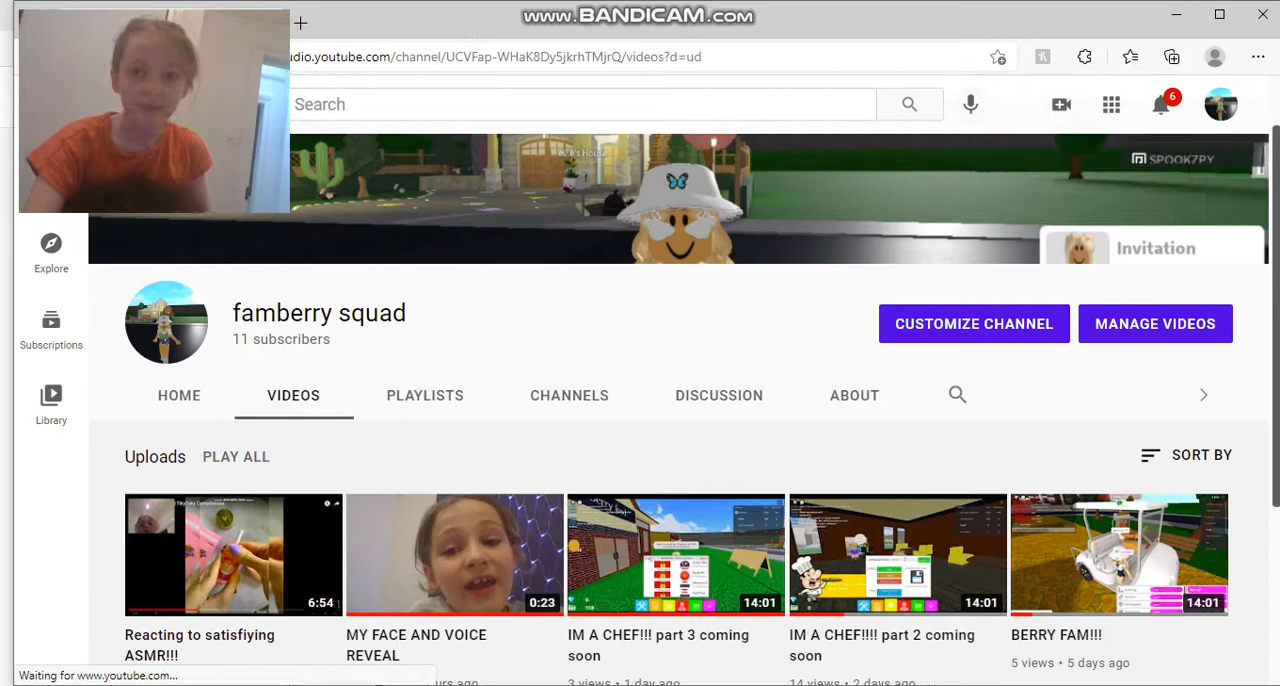 www.BANDICAM.com
dio.youtube.com/channel/UCVFap-WHaK8Dy5jkrhTMjrQ/videos?d=ud
Search
6
SPOOKZPY
Invitation
Explore
Subscriptions
Library
famberry squad
11 subscribers
CUSTOMIZE CHANNEL
MANAGE VIDEOS
HOME
VIDEOS
PLAYLISTS
CHANNELS
DISCUSSION
ABOUT
Uploads
PLAY ALL
SORT BY
6:54
0:23
14:01
14:01
14:01
Reacting to satisfiying
ASMR!!!
MY FACE AND VOICE
REVEAL
IM A CHEF!!! part 3 coming
soon
IM A CHEF!!!! part 2 coming
soon
BERRY FAM!!!
5 views • 5 days ago
3 views • 1 day ago
14 views • 2 days ago
Waiting for www.youtube.com...